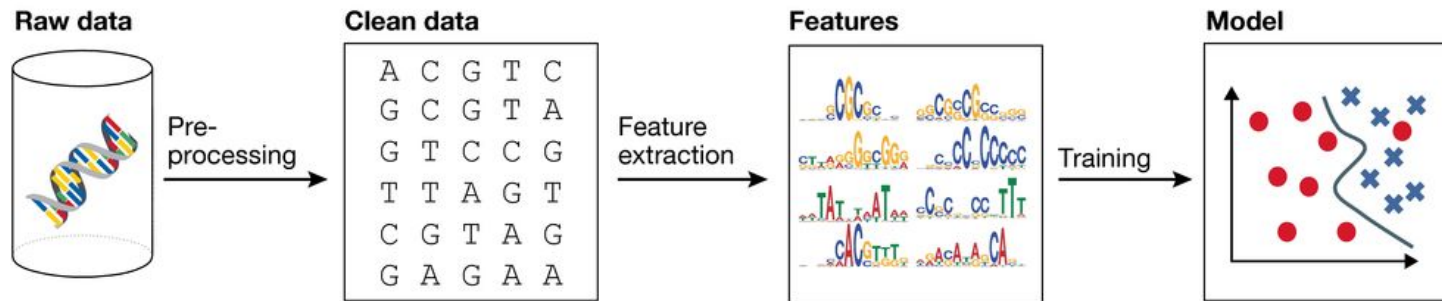 Raw data
Clean data
Features
Model
Pre-
processing
A C G T C
G C G T A
G T C C G
T T A G T
C G T A G
G A G A A
Feature
extraction
Training